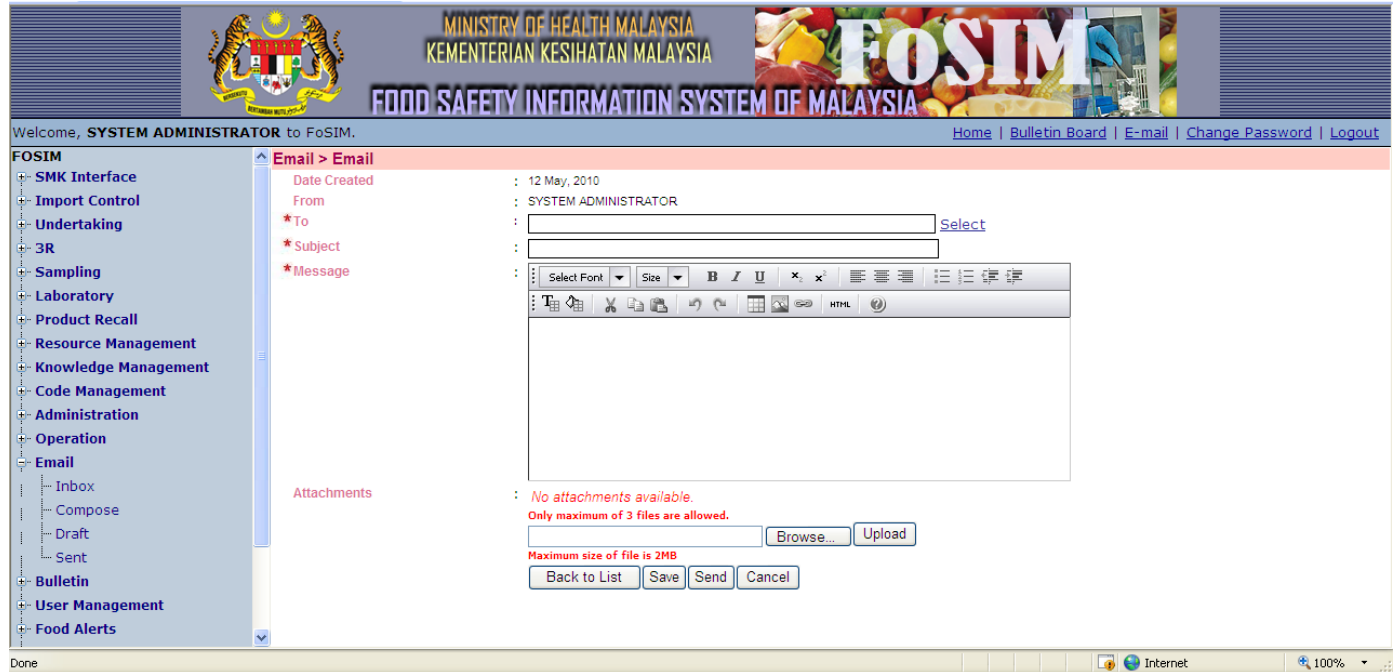 MINISTRY OF HEALTH MALAYSIA
KEMENTERIAN KESIHATAN MALAYSIA
FOOD SAFETY INFORMATION SYSTEM OF MALAYSIA
FOSIM
Welcome, SYSTEM ADMINISTRATOR to FoSIM.
Home | Bulletin Board | E-mail | Change Password | Logout
FOSIM
SMK Interface
Import Control
Undertaking
3R
Sampling
Laboratory
Product Recall
Resource Management
Knowledge Management
Code Management
Administration
Operation
Email
Inbox
Compose
Draft
Sent
Bulletin
User Management
Food Alerts
Email > Email
Date Created : 12 May, 2010
From : SYSTEM ADMINISTRATOR
*To : Select
*Subject :
*Message :
Select Font Size B I U x₂ x²
HTML
Attachments : No attachments available.
Only maximum of 3 files are allowed.
Browse... Upload
Maximum size of file is 2MB
Back to List Save Send Cancel
Done Internet 100%